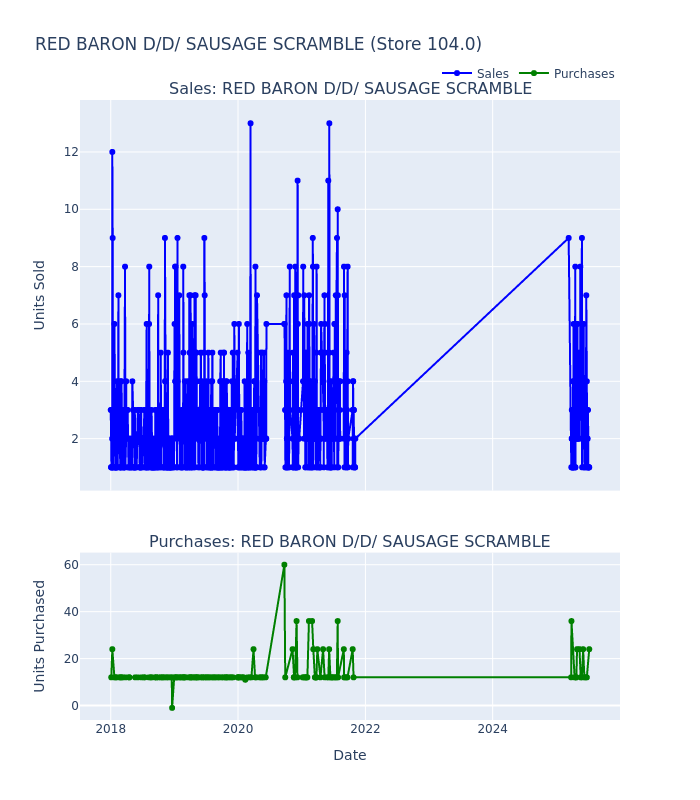 RED BARON D/D/ SAUSAGE SCRAMBLE (Store 104.0)
Sales
Purchases
Sales: RED BARON D/D/ SAUSAGE SCRAMBLE
12
10
8
6
4
2
Units Sold
Purchases: RED BARON D/D/ SAUSAGE SCRAMBLE
60
40
20
0
Units Purchased
2018
2020
2022
2024
Date